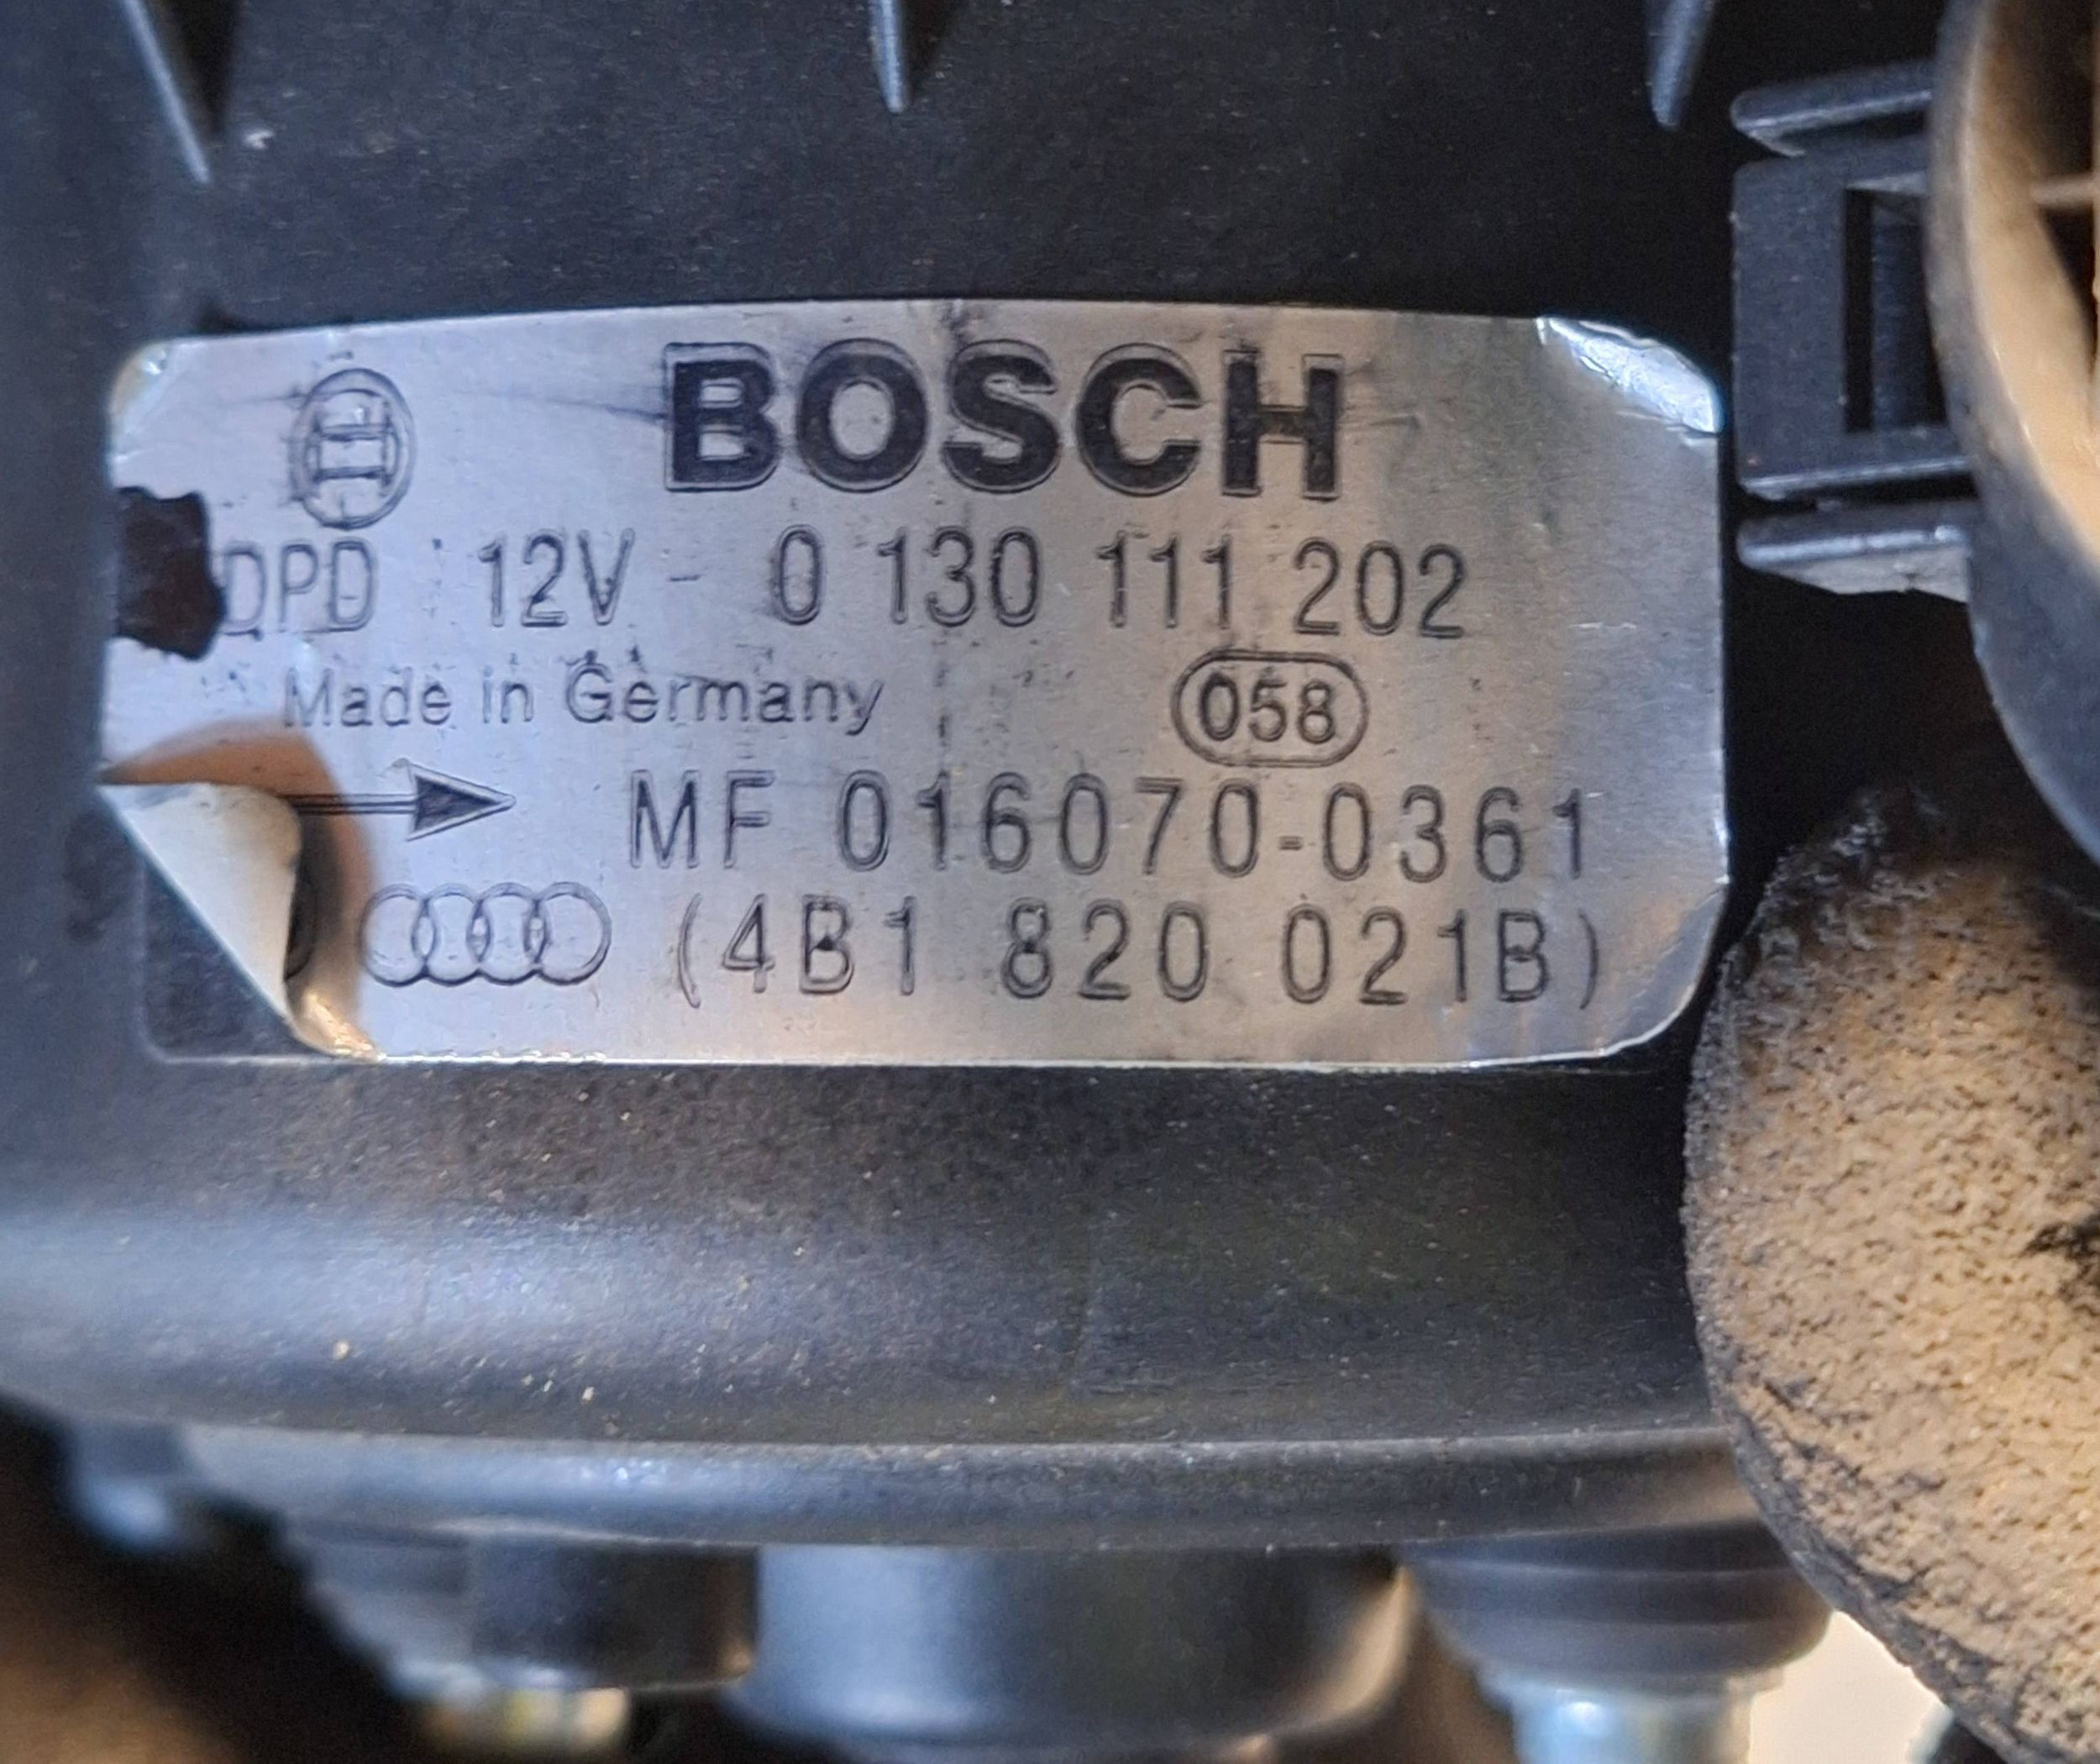 BOSCH
DPD 12V - 0 130 111 202
Made in Germany 058
MF 016070-0361
(4B1 820 021B)